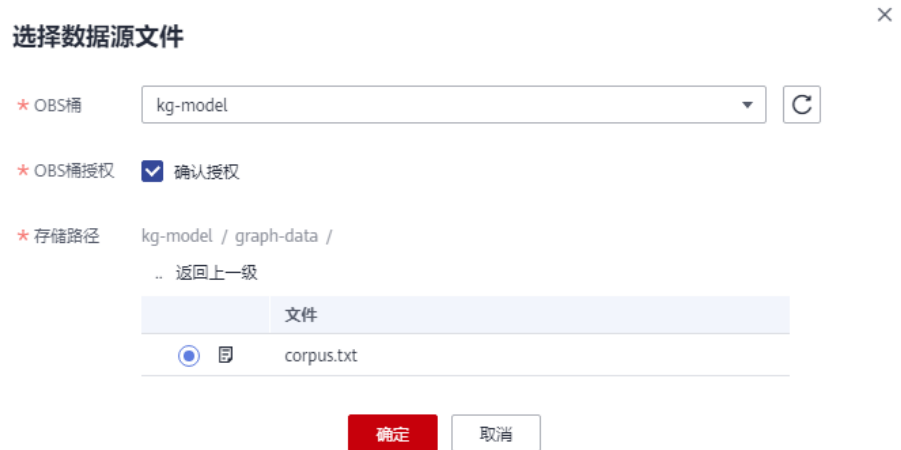 选择数据源文件
* OBS桶 kg-model
* OBS桶授权 确认授权
* 存储路径 kg-model / graph-data /
.. 返回上一级
文件
corpus.txt
确定 取消